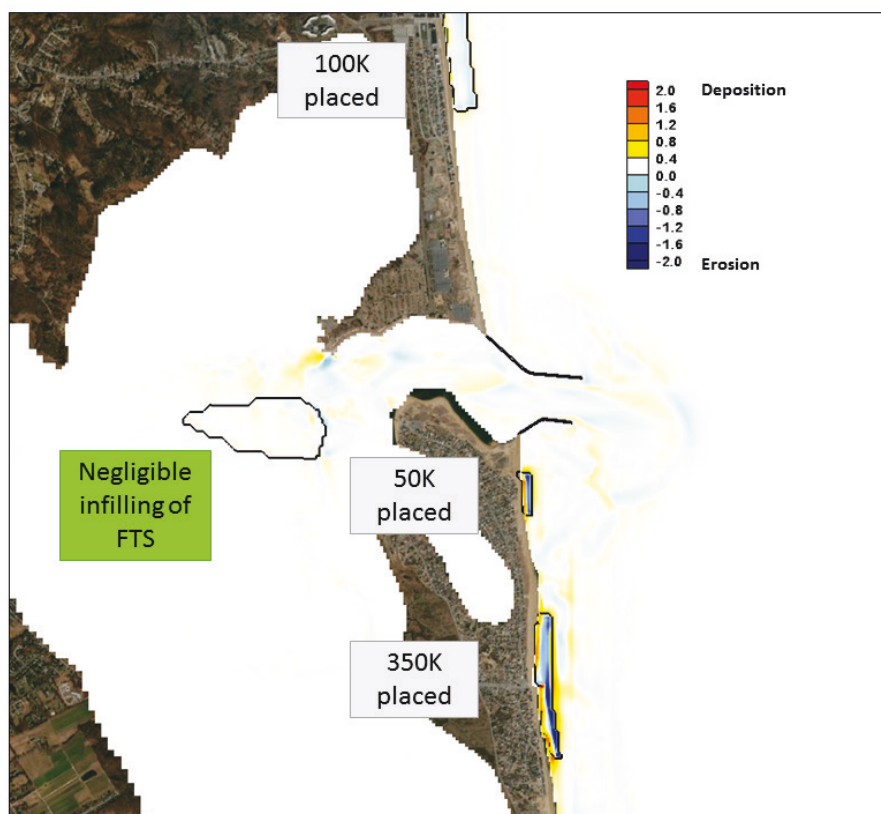 100K
placed
2.0
1.6
1.2
0.8
0.4
0.0
-0.4
-0.8
-1.2
-1.6
-2.0
Deposition
Erosion
Negligible
infilling of
FTS
50K
placed
350K
placed